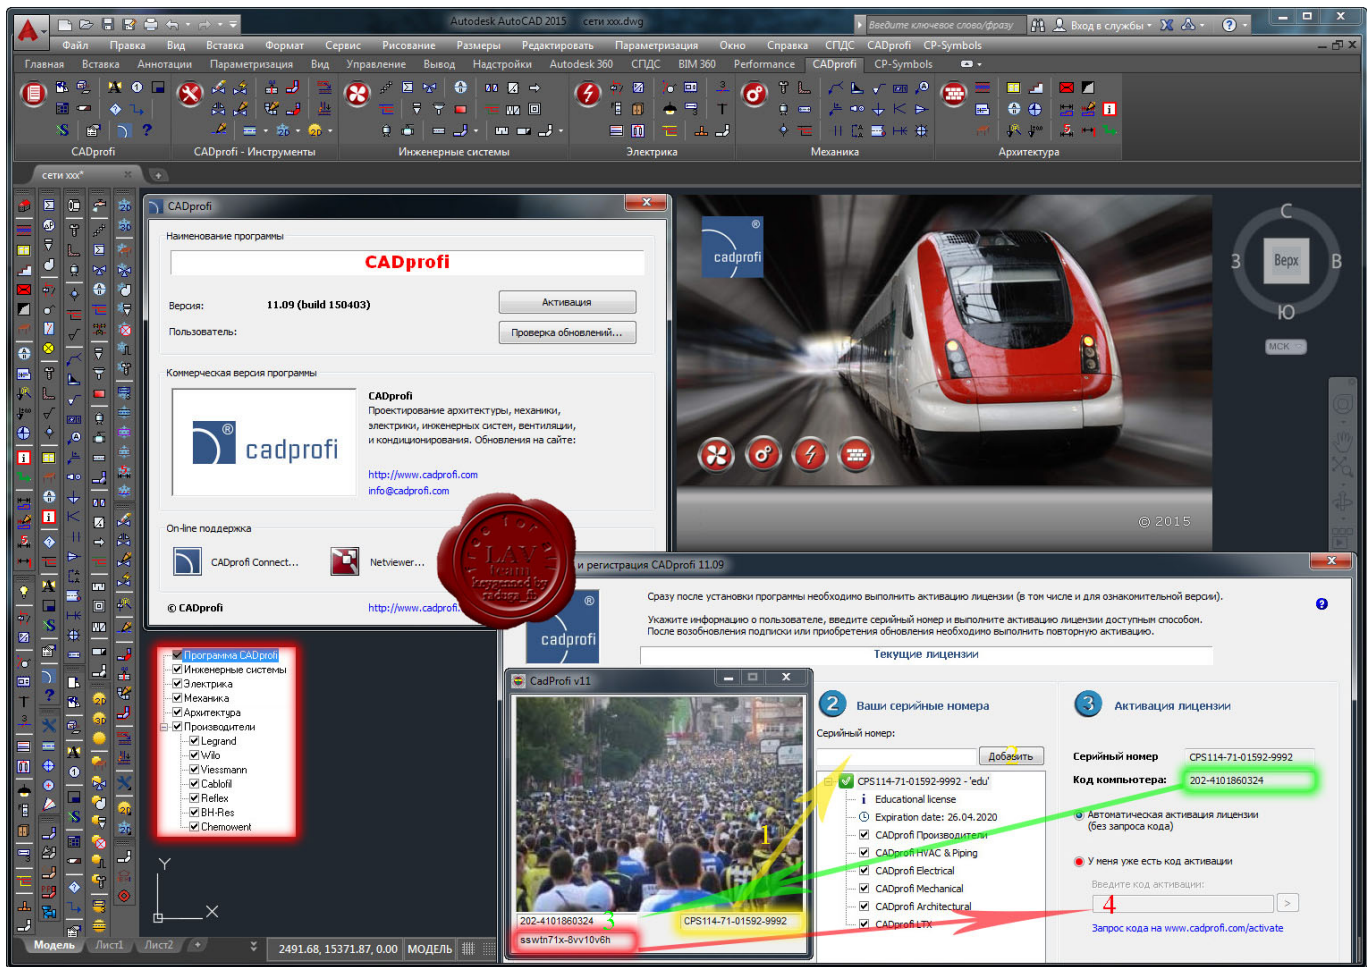 Autodesk AutoCAD 2015 сети xxx.dwg
Введите ключевое слово/фразу
Вход в службы
Файл Правка Вид Вставка Формат Сервис Рисование Размеры Редактировать Параметризация Окно Справка СПДС CADprofi CP-Symbols
Главная Вставка Аннотации Параметризация Вид Управление Вывод Надстройки Autodesk 360 СПДС BIM 360 Performance CADprofi CP-Symbols
CADprofi CADprofi - Инструменты Инженерные системы Электрика Механика Архитектура
сети xxx*
CADprofi
Наименование программы
CADprofi
Версия: 11.09 (build 150403)
Активация
Пользователь:
Проверка обновлений...
Коммерческая версия программы
cadprofi
CADprofi
Проектирование архитектуры, механики,
электрики, инженерных систем, вентиляции,
и кондиционирования. Обновления на сайте:
http://www.cadprofi.com
info@cadprofi.com
On-line поддержка
CADprofi Connect...
Netviewer...
© CADprofi
http://www.cadprofi.
LAV
team
keygenned by
cadprofi
© 2015
С
З
Верх
В
Ю
МСК
и регистрация CADprofi 11.09
Сразу после установки программы необходимо выполнить активацию лицензии (в том числе и для ознакомительной версии).
Укажите информацию о пользователе, введите серийный номер и выполните активацию лицензии доступным способом.
После возобновления подписки или приобретения обновления необходимо выполнить повторную активацию.
cadprofi
Текущие лицензии
Программа CADprofi
Инженерные системы
Электрика
Механика
Архитектура
Производители
Legrand
Wilo
Viessmann
Cablofil
Reflex
BH-Res
Chemowent
CadProfi v11
202-4101860324
CPS114-71-01592-9992
sswtn71x-8vv10v6h
1
3
2 Ваши серийные номера
Серийный номер:
Добавить
2
CPS114-71-01592-9992 - 'edu'
Educational license
Expiration date: 26.04.2020
CADprofi Производители
CADprofi HVAC & Piping
CADprofi Electrical
CADprofi Mechanical
CADprofi Architectural
CADprofi LTX
3 Активация лицензии
Серийный номер CPS114-71-01592-9992
Код компьютера: 202-4101860324
Автоматическая активация лицензии
(без запроса кода)
У меня уже есть код активации
Введите код активации:
4
>
Запрос кода на www.cadprofi.com/activate
Y
X
Модель Лист1 Лист2 +
2491.68, 15371.87, 0.00 МОДЕЛЬ